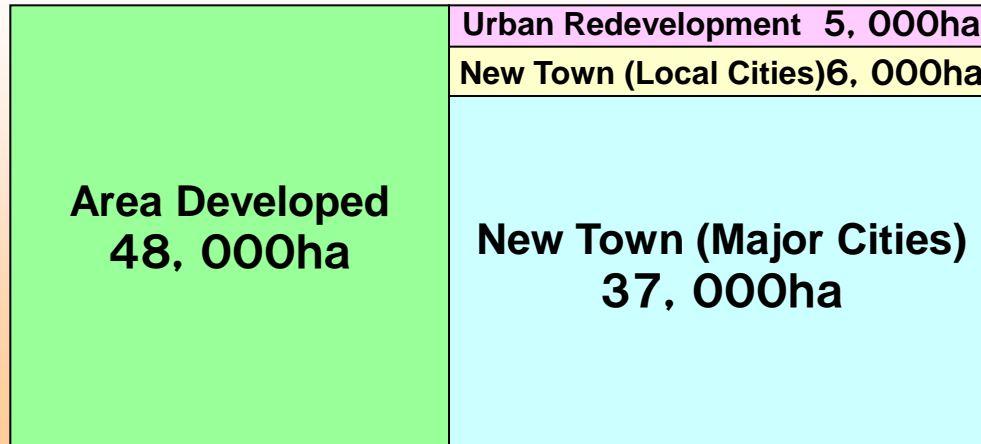 Area Developed
48, 000ha
Urban Redevelopment 5, 000ha
New Town (Local Cities)6, 000ha
New Town (Major Cities)
37, 000ha